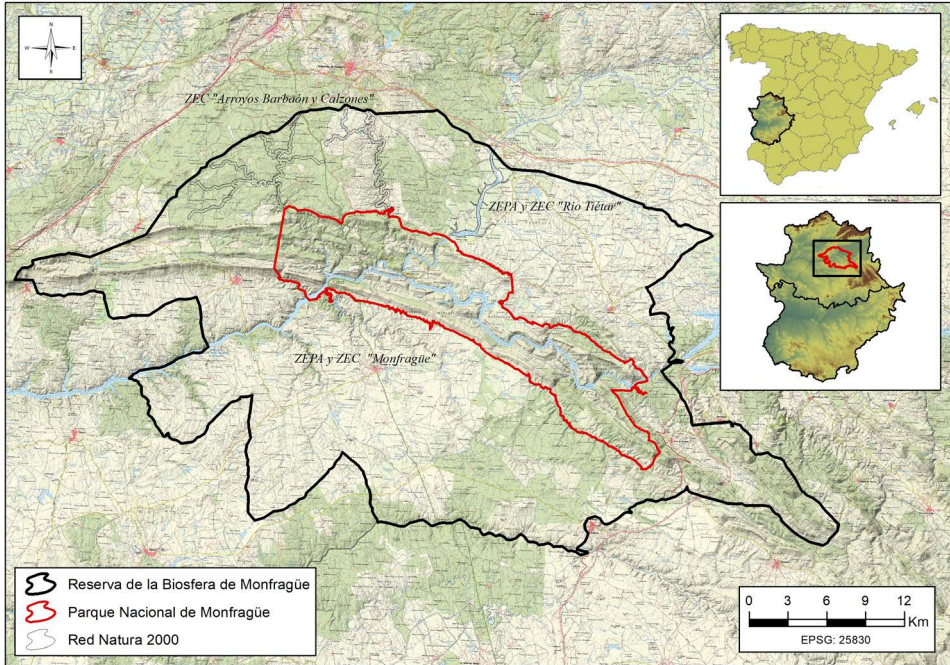 N
W
E
S
ZEC "Arroyos Barbaón y Calzones"
ZEPA y ZEC "Río Tiétar"
ZEPA y ZEC "Monfragüe"
Reserva de la Biosfera de Monfragüe
Parque Nacional de Monfragüe
Red Natura 2000
0 3 6 9 12
Km
EPSG: 25830